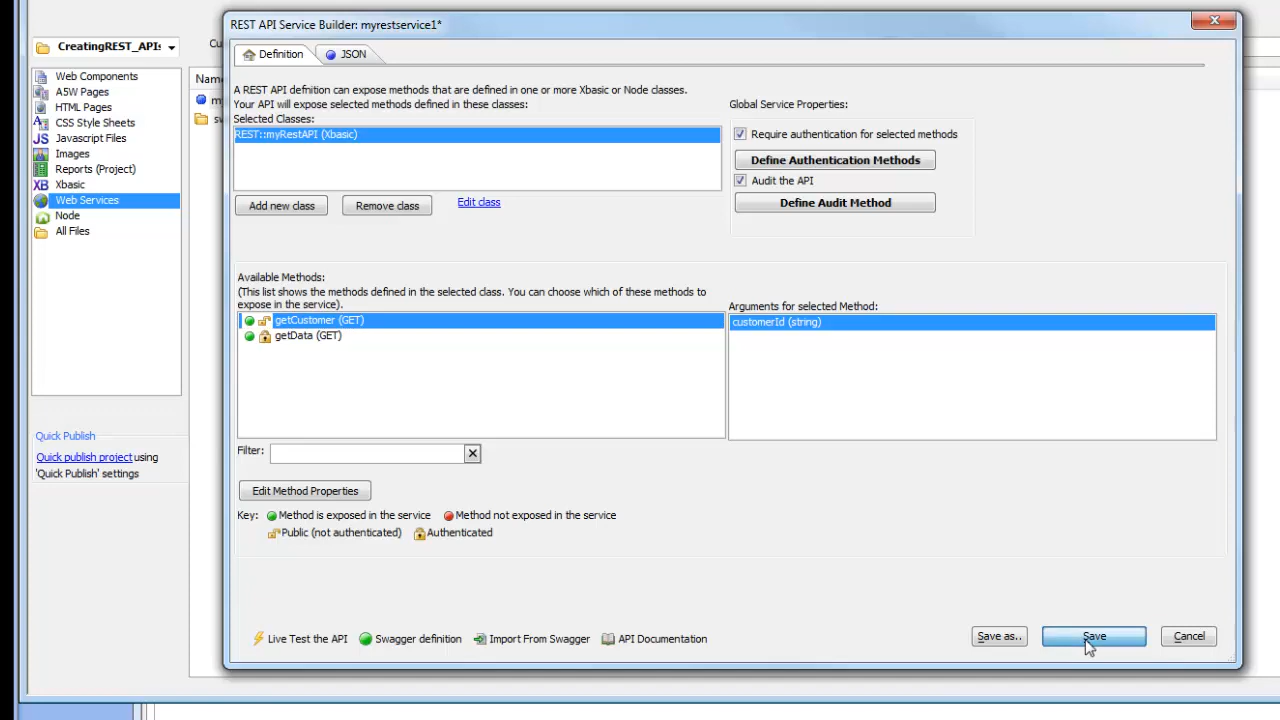 REST API Service Builder: myrestservice1*
CreatingREST_APIs
Cu
Web Components
A5W Pages
HTML Pages
CSS Style Sheets
Javascript Files
Images
Reports (Project)
XB Xbasic
Web Services
Node
All Files
Quick Publish
Quick publish project using
'Quick Publish' settings
Nam
my
sw
Definition
JSON
A REST API defnition can expose methods that are defined in one or more Xbasic or Node classes.
Your API will expose selected methods defined in these classes:
Selected Classes:
REST::myRestAPI (Xbasic)
Add new class
Remove class
Edit class
Global Service Properties:
Require authentication for selected methods
Define Authentication Methods
Audit the API
Define Audit Method
Available Methods:
(This list shows the methods defined in the selected class. You can choose which of these methods to
expose in the service).
getCustomer (GET)
getData (GET)
Arguments for selected Method:
customerId (string)
Filter:
Edit Method Properties
Key: Method is exposed in the service Method not exposed in the service
Public (not authenticated) Authenticated
Live Test the API Swagger definition Import From Swagger API Documentation
Save as..
Save
Cancel